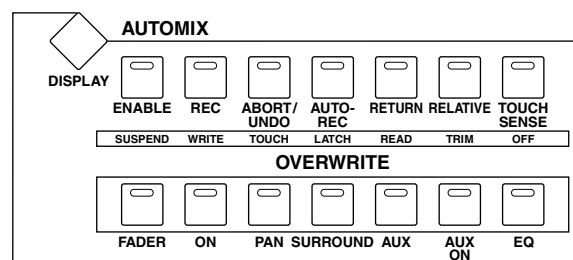 AUTOMIX
DISPLAY
ENABLE REC ABORT/ AUTO- RETURN RELATIVE TOUCH
UNDO REC SENSE
SUSPEND WRITE TOUCH LATCH READ TRIM OFF
OVERWRITE
FADER ON PAN SURROUND AUX AUX EQ
ON